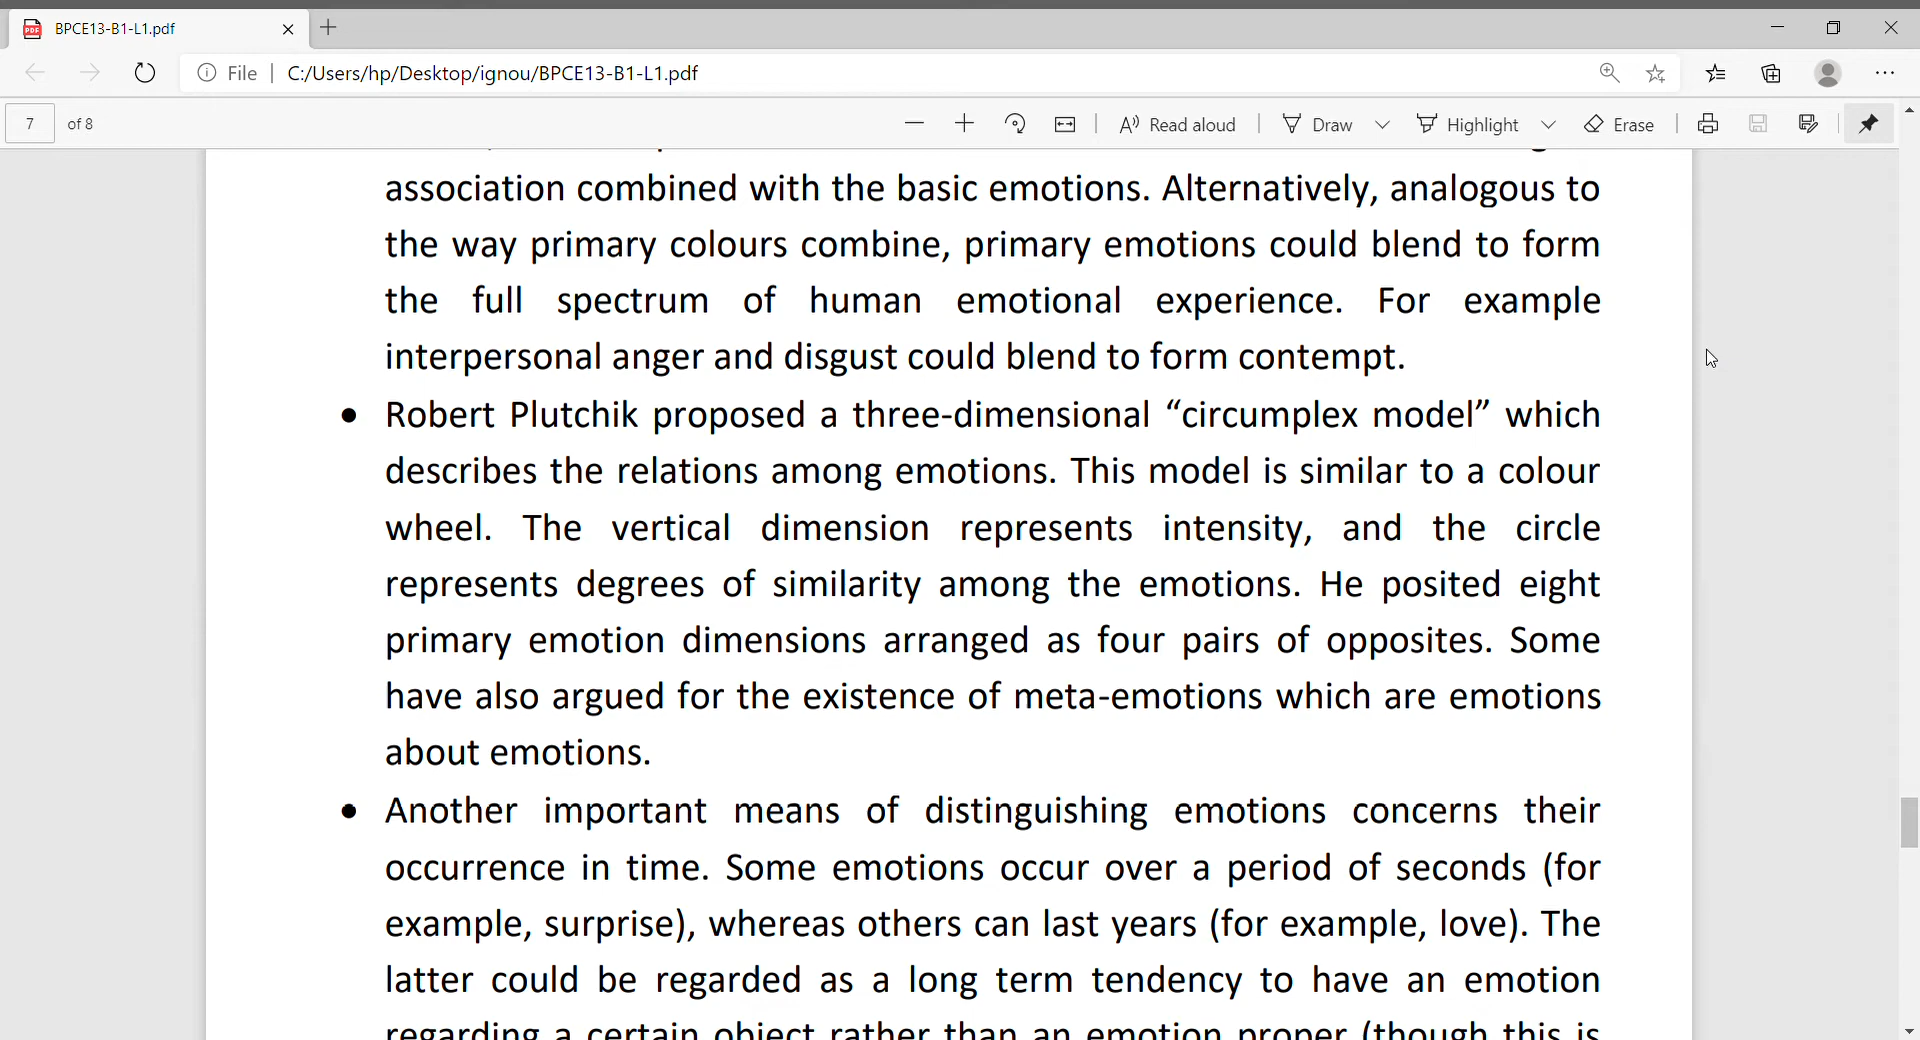 BPCE13-B1-L1.pdf
File | C:/Users/hp/Desktop/ignou/BPCE13-B1-L1.pdf
7 of 8 Read aloud Draw Highlight Erase
association combined with the basic emotions. Alternatively, analogous to
the way primary colours combine, primary emotions could blend to form
the full spectrum of human emotional experience. For example
interpersonal anger and disgust could blend to form contempt.
● Robert Plutchik proposed a three-dimensional “circumplex model” which
describes the relations among emotions. This model is similar to a colour
wheel. The vertical dimension represents intensity, and the circle
represents degrees of similarity among the emotions. He posited eight
primary emotion dimensions arranged as four pairs of opposites. Some
have also argued for the existence of meta-emotions which are emotions
about emotions.
● Another important means of distinguishing emotions concerns their
occurrence in time. Some emotions occur over a period of seconds (for
example, surprise), whereas others can last years (for example, love). The
latter could be regarded as a long term tendency to have an emotion
regarding a certain object rather than an emotion proper (though this is